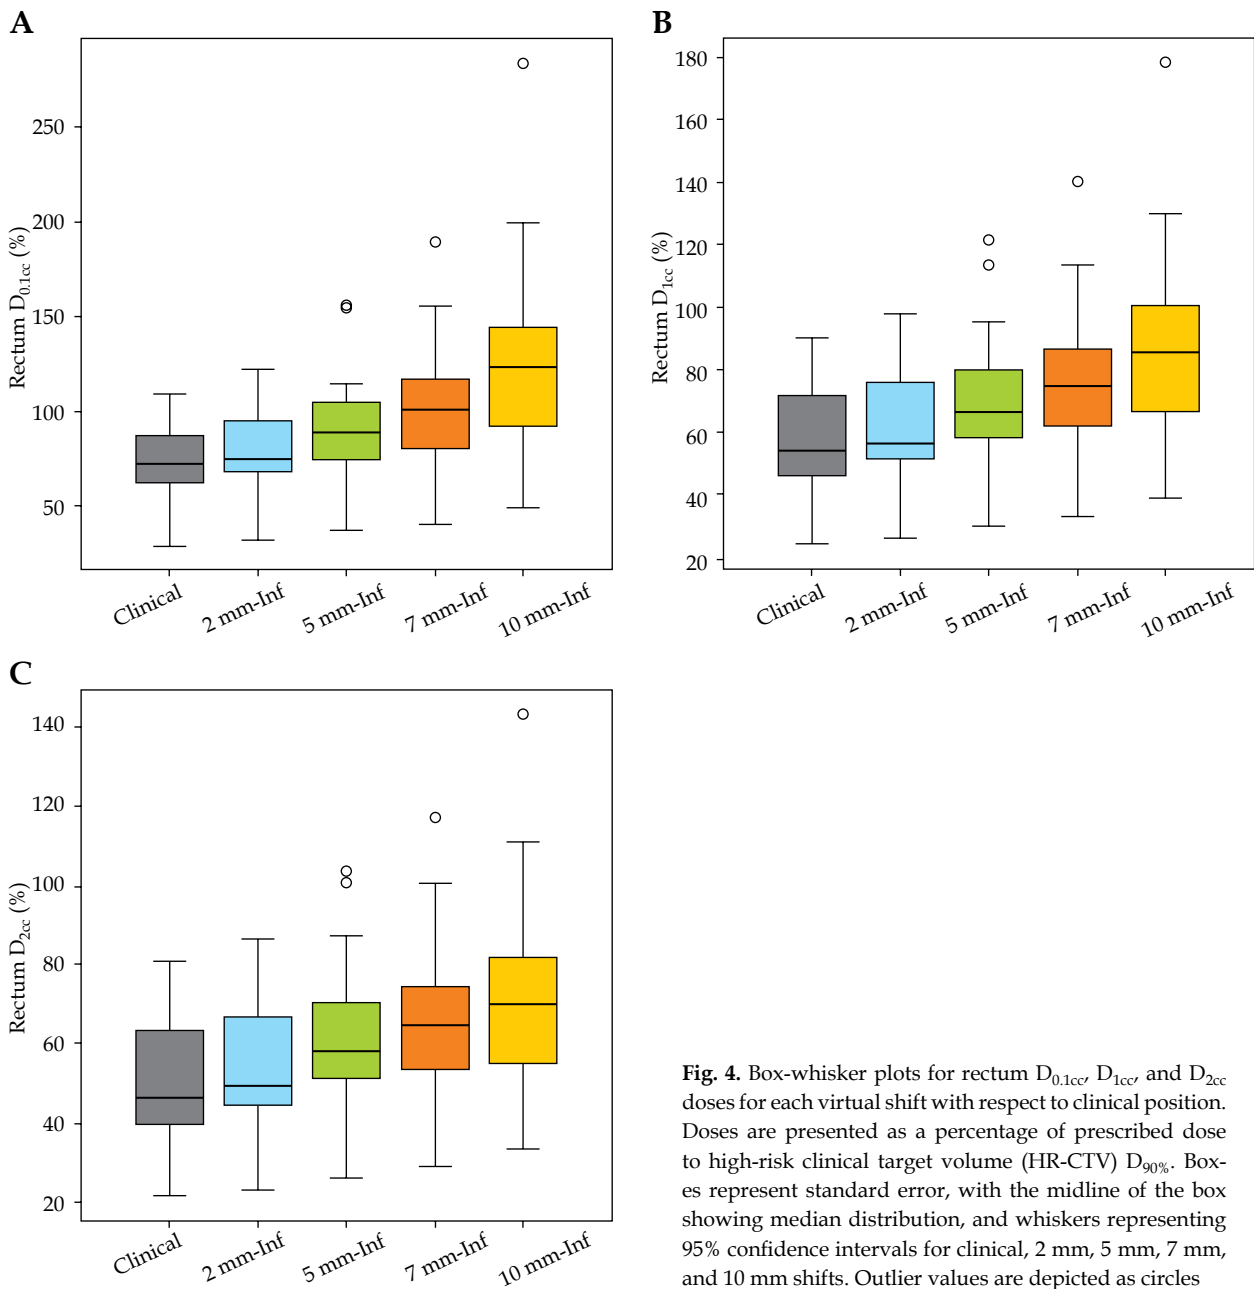 A
Rectum D0.1cc (%)
250
200
150
100
50
Clinical
2 mm-Inf
5 mm-Inf
7 mm-Inf
10 mm-Inf
B
Rectum D1cc (%)
180
160
140
120
100
80
60
40
20
Clinical
2 mm-Inf
5 mm-Inf
7 mm-Inf
10 mm-Inf
C
Rectum D2cc (%)
140
120
100
80
60
40
20
Clinical
2 mm-Inf
5 mm-Inf
7 mm-Inf
10 mm-Inf
Fig. 4. Box-whisker plots for rectum D0.1cc, D1cc, and D2cc
doses for each virtual shift with respect to clinical position.
Doses are presented as a percentage of prescribed dose
to high-risk clinical target volume (HR-CTV) D90%. Box-
es represent standard error, with the midline of the box
showing median distribution, and whiskers representing
95% confidence intervals for clinical, 2 mm, 5 mm, 7 mm,
and 10 mm shifts. Outlier values are depicted as circles